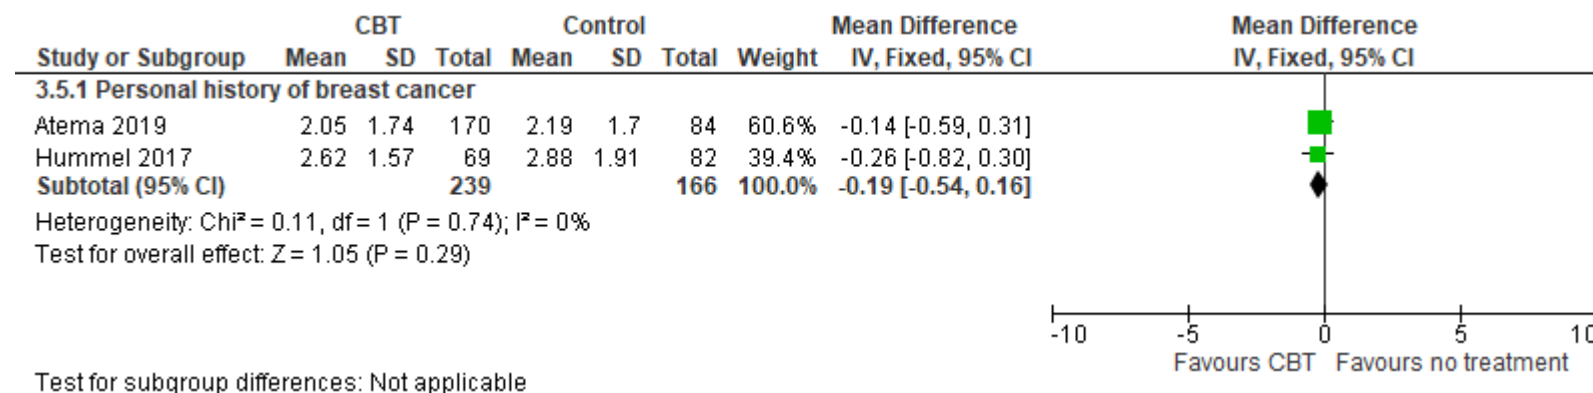 CBT Control Mean Difference Mean Difference
Study or Subgroup Mean SD Total Mean SD Total Weight IV, Fixed, 95% CI IV, Fixed, 95% CI
3.5.1 Personal history of breast cancer
Atema 2019 2.05 1.74 170 2.19 1.7 84 60.6% -0.14 [-0.59, 0.31]
Hummel 2017 2.62 1.57 69 2.88 1.91 82 39.4% -0.26 [-0.82, 0.30]
Subtotal (95% CI) 239 166 100.0% -0.19 [-0.54, 0.16]
Heterogeneity: Chi² = 0.11, df = 1 (P = 0.74); I² = 0%
Test for overall effect: Z = 1.05 (P = 0.29)
-10 -5 0 5 10
Favours CBT Favours no treatment
Test for subgroup differences: Not applicable